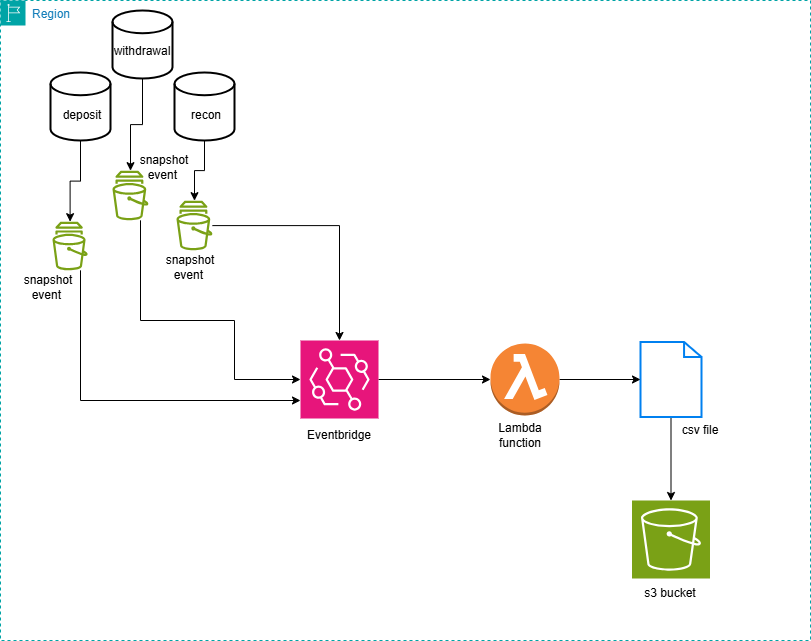 Region
withdrawal
deposit
recon
snapshot
event
snapshot
event
snapshot
event
Eventbridge
Lambda
function
csv file
s3 bucket